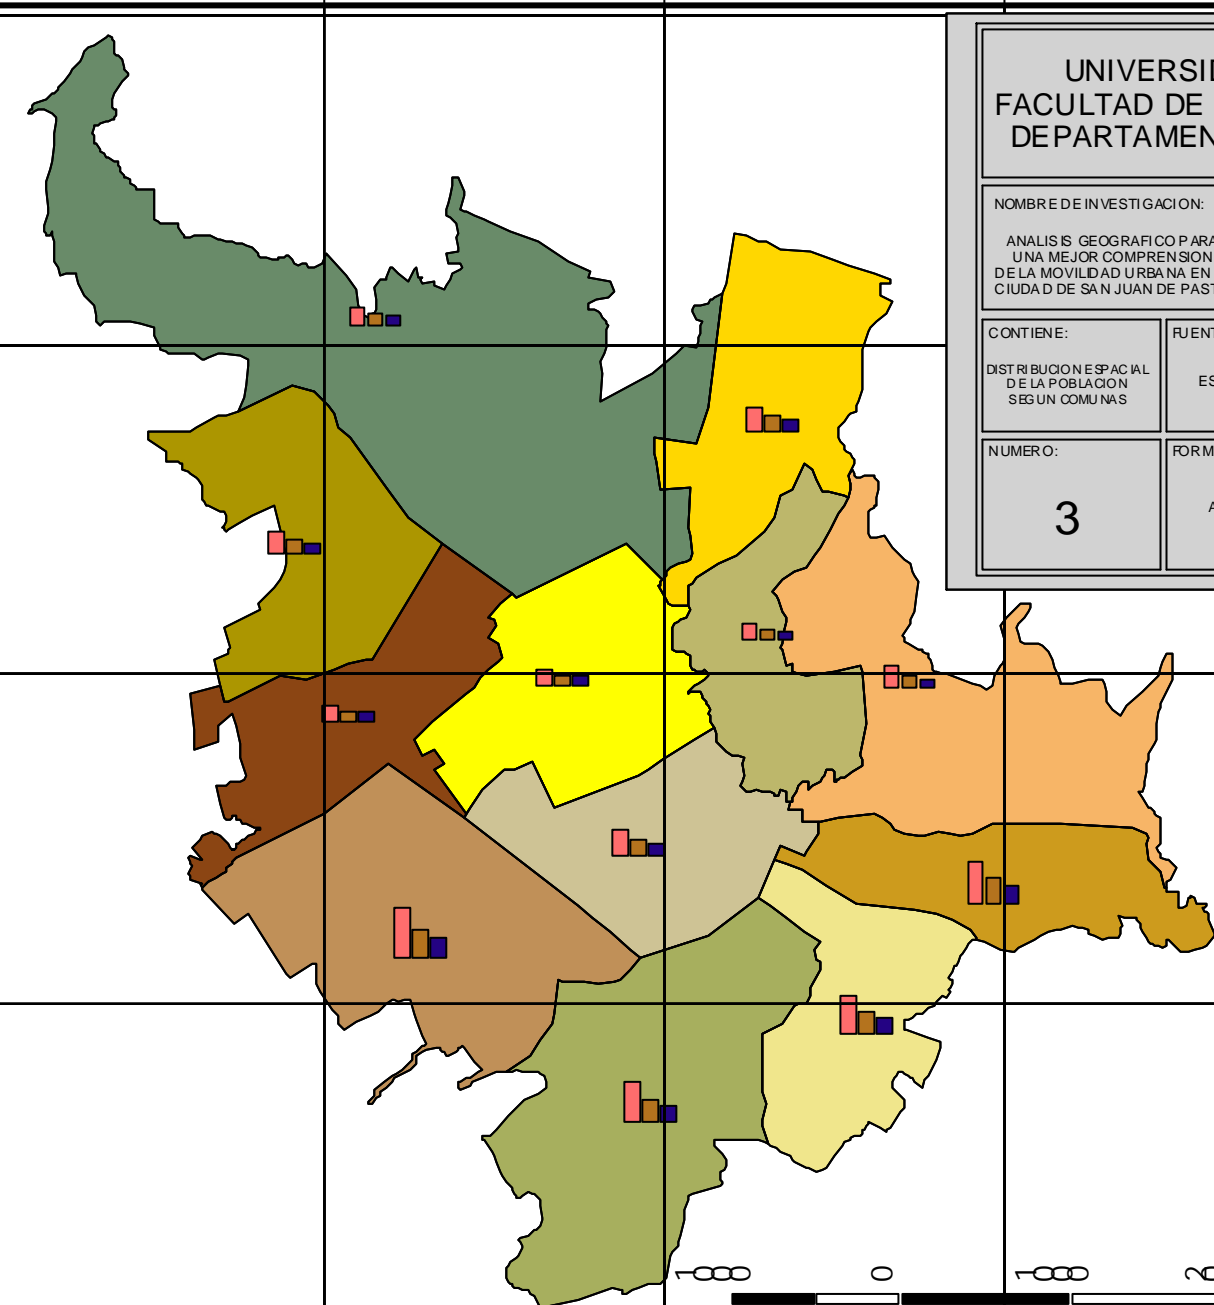 UNIVERSID
FACULTAD DE
DEPARTAMEN
NOMBRE DE INVESTIGACION:
ANALISIS GEOGRAFICO PARA
UNA MEJOR COMPRENSION
DE LA MOVILIDAD URBANA EN
CIUDAD DE SAN JUAN DE PAST
CONTIENE:
DISTRIBUCION ESPACIAL
DE LA POBLACION
SEGUN COMUNAS
FUENT
ES
NUMERO:
3
FORM
A
1000
0
1000